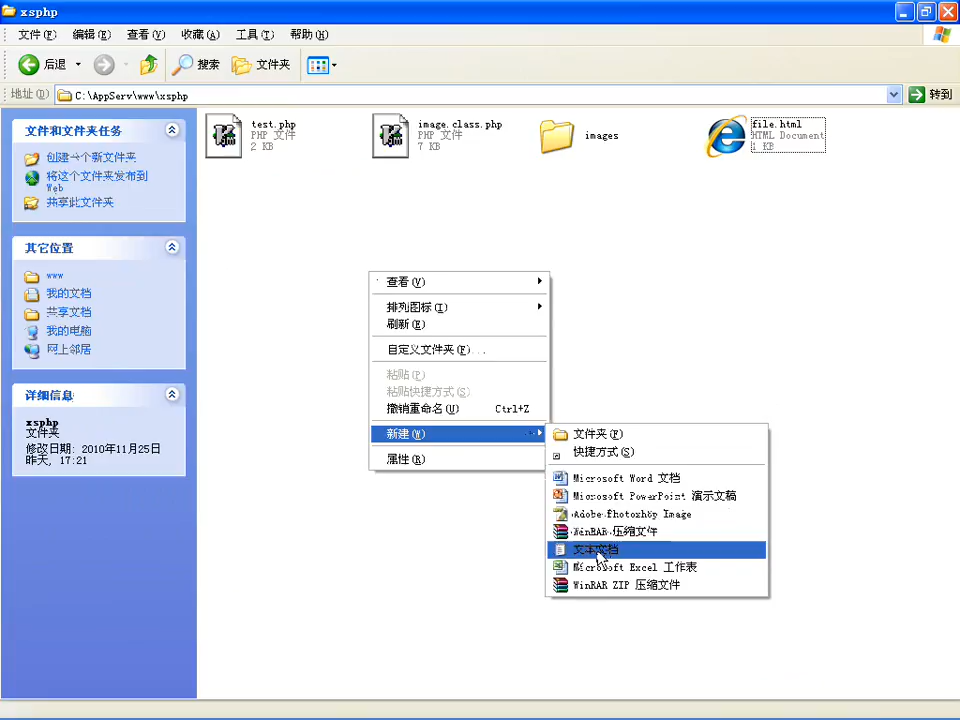 xsphp
文件(F) 编辑(E) 查看(V) 收藏(A) 工具(T) 帮助(H)
后退 搜索 文件夹
地址(D) C:\AppServ\www\xsphp 转到
文件和文件夹任务
创建一个新文件夹
将这个文件夹发布到
Web
共享此文件夹
其它位置
www
我的文档
共享文档
我的电脑
网上邻居
详细信息
xsphp
文件夹
修改日期: 2010年11月25日
昨天, 17:21
test.php
PHP 文件
2 KB
image.class.php
PHP 文件
7 KB
images
file.html
HTML Document
1 KB
查看(V)
排列图标(I)
刷新(E)
自定义文件夹(F)...
粘贴(P)
粘贴快捷方式(S)
撤销重命名(U) Ctrl+Z
新建(W)
属性(R)
文件夹(F)
快捷方式(S)
Microsoft Word 文档
Microsoft PowerPoint 演示文稿
Adobe Photoshop Image
WinRAR 压缩文件
文本文档
Microsoft Excel 工作表
WinRAR ZIP 压缩文件